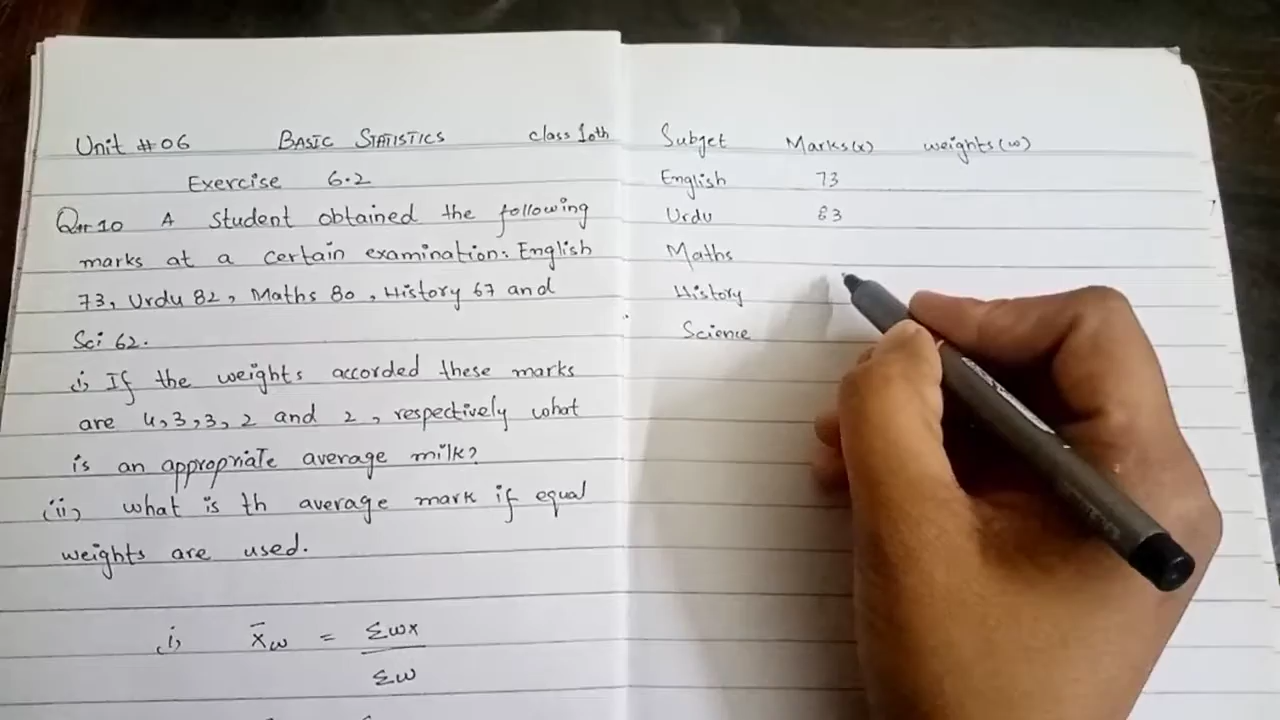 Unit # 06 BASIC STATISTICS class 10th
Exercise 6.2
Q# 10 A student obtained the following
marks at a certain examination: English
73, Urdu 82, Maths 80, History 67 and
Sci 62.
i) If the weights accorded these marks
are 4,3,3,2 and 2, respectively what
is an appropriate average milk?
(ii) what is th average mark if equal
weights are used.
i) x̄w = Σwx
Σw
Subjet Marks(x) weights(w)
English 73
Urdu 83
Maths
History
Science